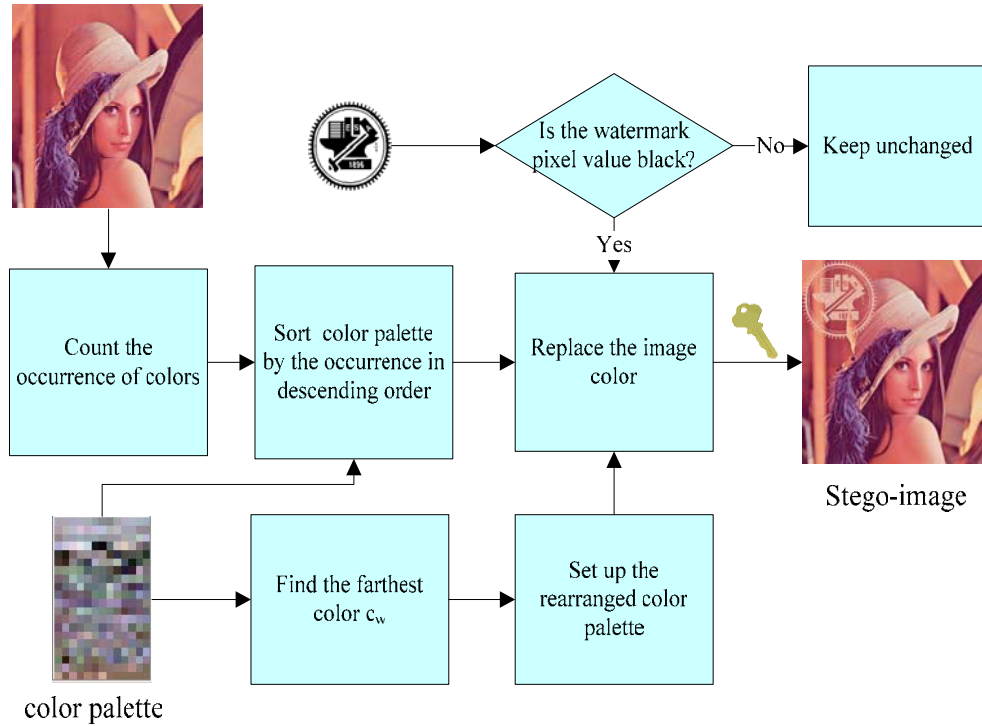 Is the watermark
pixel value black?
No
Keep unchanged
1895
Yes
Count the
occurrence of colors
Sort color palette
by the occurrence in
descending order
Replace the image
color
Stego-image
Find the farthest
color cw
Set up the
rearranged color
palette
color palette